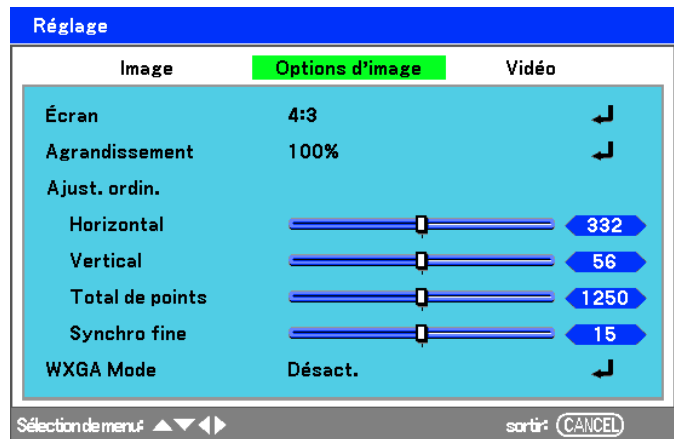 Réglage
Image Options d'image Vidéo
Écran 4:3
Agrandissement 100%
Ajust. ordin.
Horizontal 332
Vertical 56
Total de points 1250
Synchro fine 15
WXGA Mode Désact.
Sélection de menu: ▲▼◀▶ sortir: CANCEL